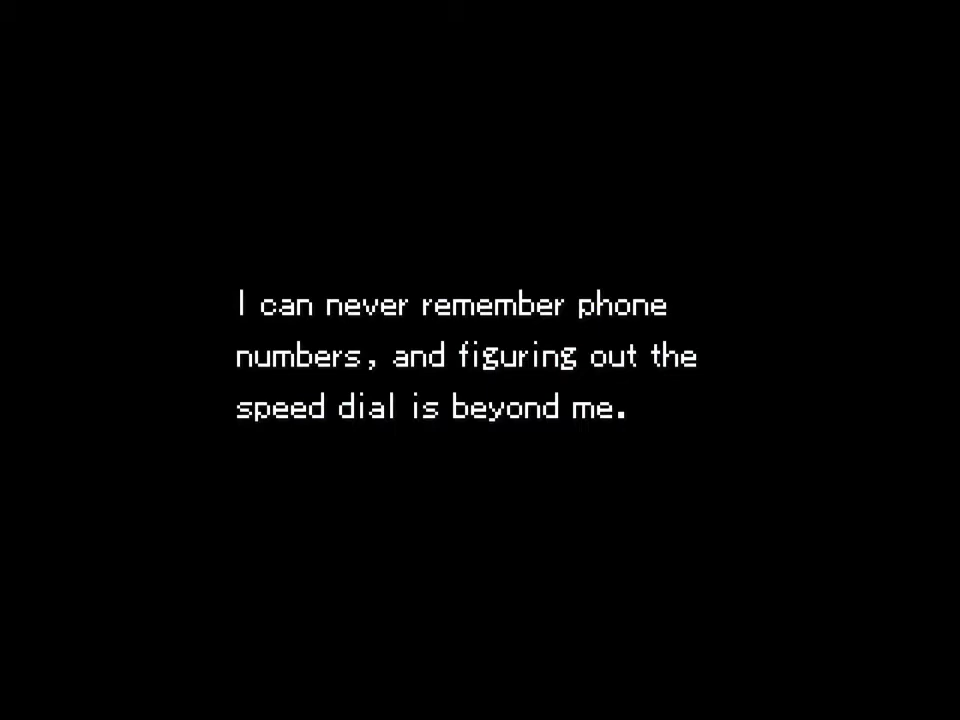 I can never remember phone
numbers, and figuring out the
speed dial is beyond me.